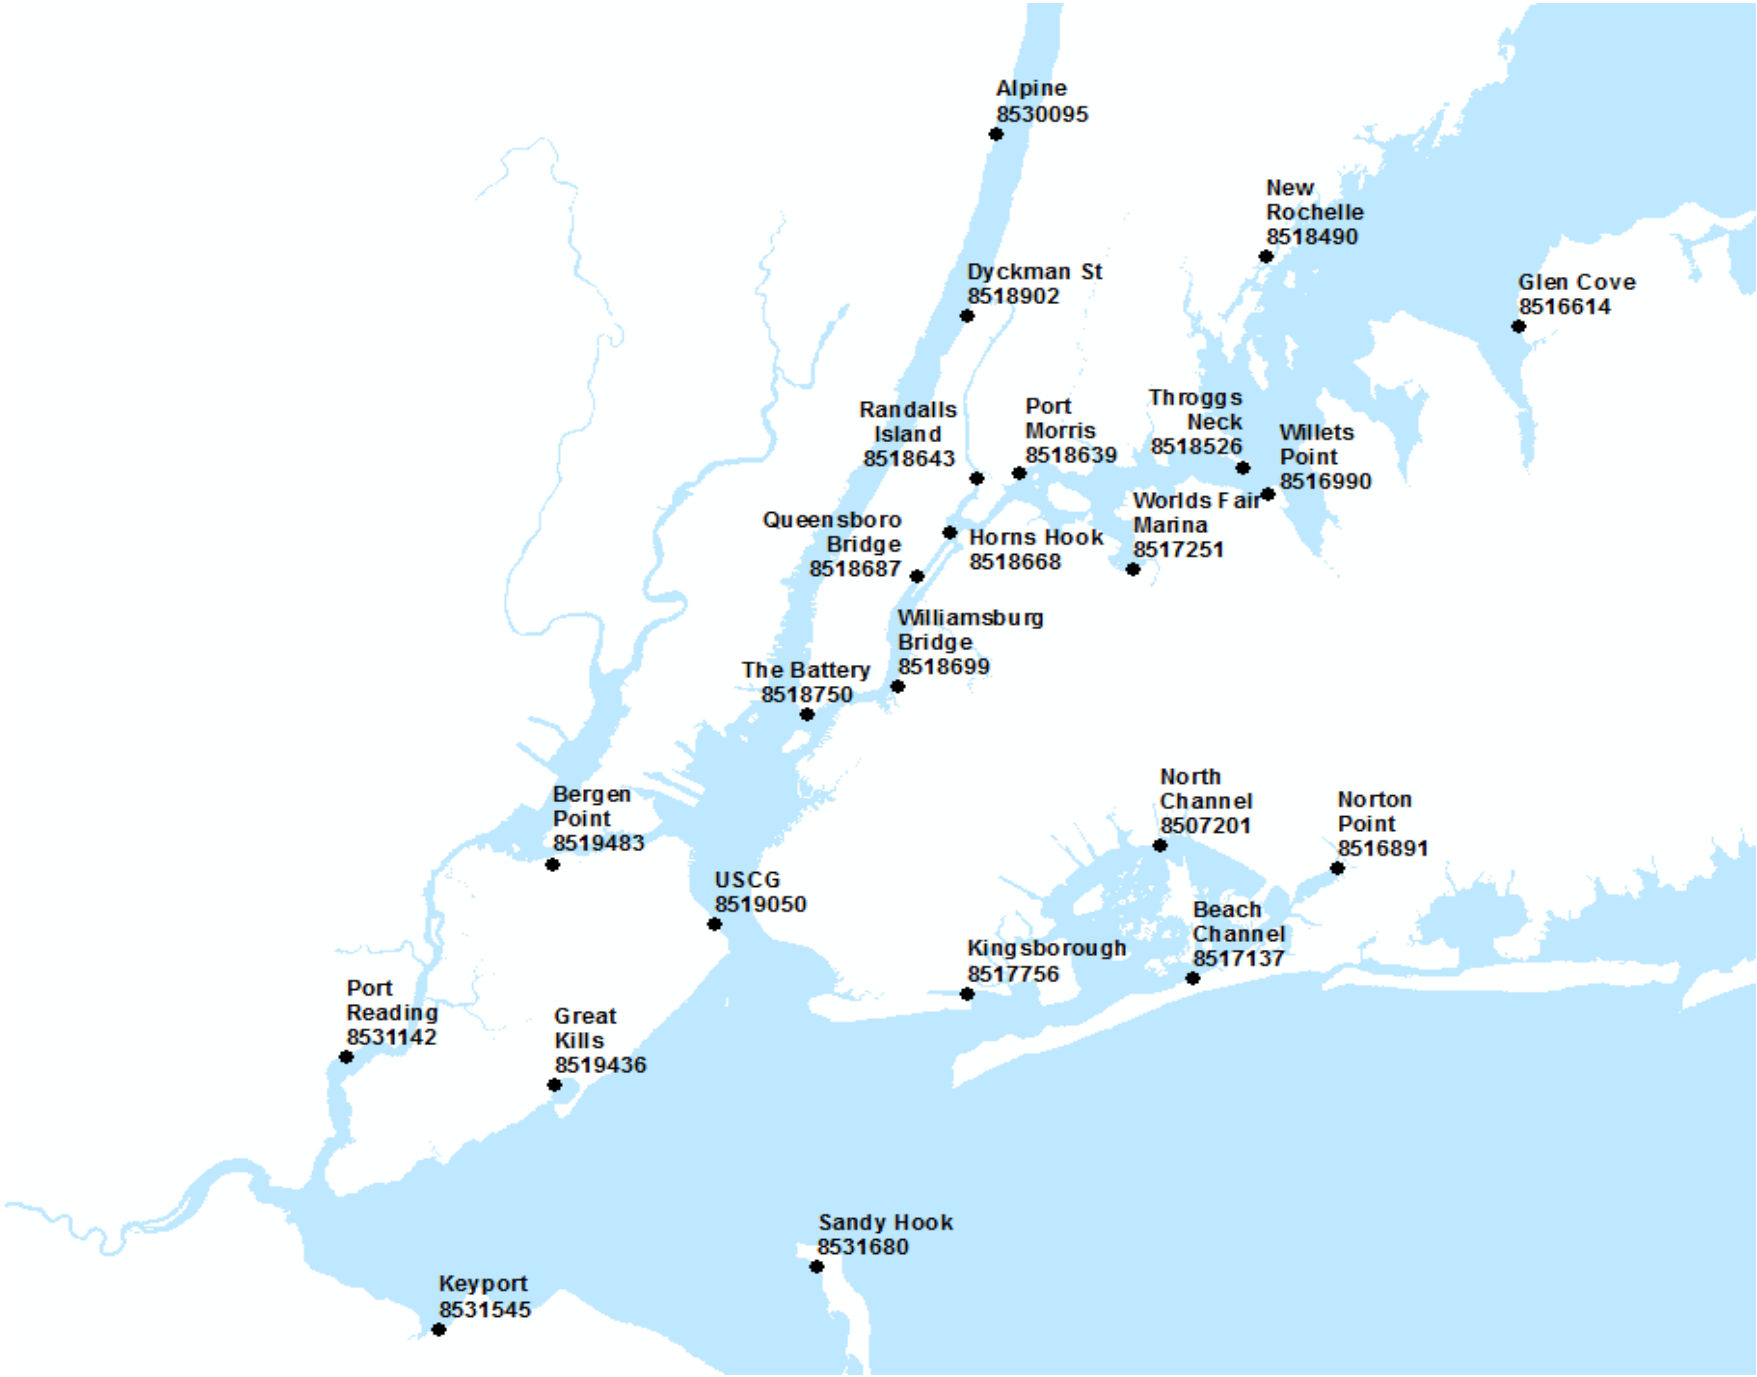 Alpine
8530095
New
Rochelle
8518490
Dyckman St
8518902
Glen Cove
8516614
Throggs
Neck
8518526
Randalls
Island
8518643
Port
Morris
8518639
Willets
Point
8516990
Worlds Fair
Marina
8517251
Queensboro
Bridge
8518687
Horns Hook
8518668
Williamsburg
Bridge
8518699
The Battery
8518750
North
Channel
8507201
Norton
Point
8516891
Bergen
Point
8519483
USCG
8519050
Beach
Channel
8517137
Kingsborough
8517756
Port
Reading
8531142
Great
Kills
8519436
Sandy Hook
8531680
Keyport
8531545